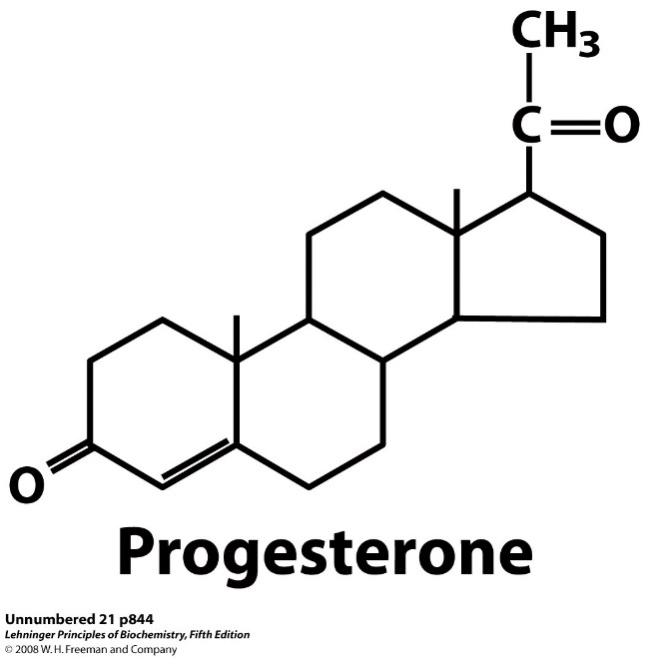 CH3
C=O
O
Progesterone
Unnumbered 21 p844
Lehninger Principles of Biochemistry, Fifth Edition
© 2008 W. H. Freeman and Company